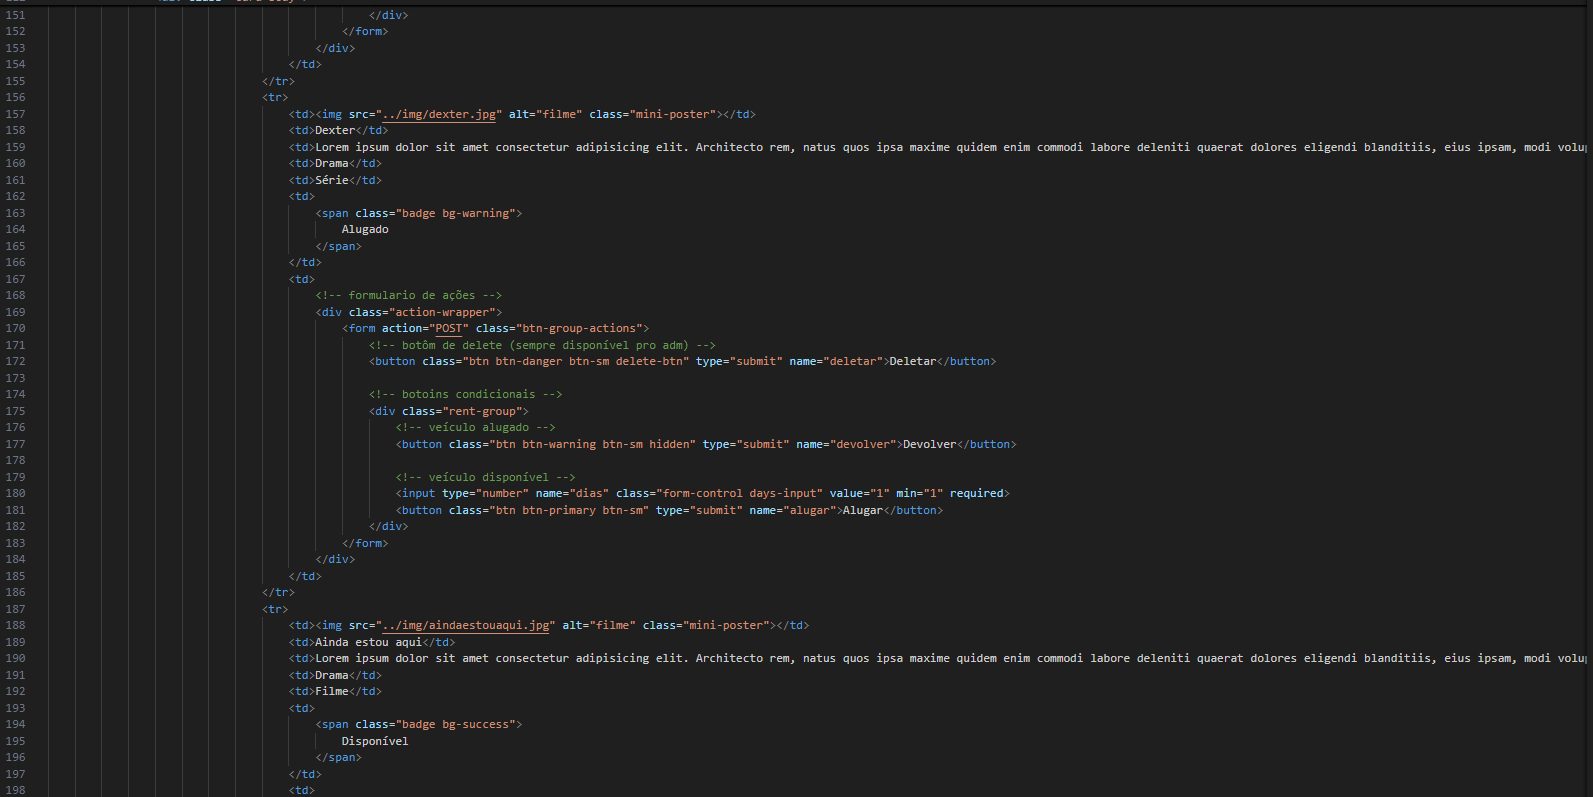 151 </div>
152 </form>
153 </div>
154 </td>
155 </tr>
156 <tr>
157 <td><img src="../img/dexter.jpg" alt="filme" class="mini-poster"></td>
158 <td>Dexter</td>
159 <td>Lorem ipsum dolor sit amet consectetur adipisicing elit. Architecto rem, natus quos ipsa maxime quidem enim commodi labore deleniti quaerat dolores eligendi blanditiis, eius ipsam, modi volup
160 <td>Drama</td>
161 <td>Série</td>
162 <td>
163 <span class="badge bg-warning">
164 Alugado
165 </span>
166 </td>
167 <td>
168 <!-- formulario de ações -->
169 <div class="action-wrapper">
170 <form action="POST" class="btn-group-actions">
171 <!-- botôm de delete (sempre disponível pro adm) -->
172 <button class="btn btn-danger btn-sm delete-btn" type="submit" name="deletar">Deletar</button>
173
174 <!-- botoins condicionais -->
175 <div class="rent-group">
176 <!-- veículo alugado -->
177 <button class="btn btn-warning btn-sm hidden" type="submit" name="devolver">Devolver</button>
178
179 <!-- veículo disponível -->
180 <input type="number" name="dias" class="form-control days-input" value="1" min="1" required>
181 <button class="btn btn-primary btn-sm" type="submit" name="alugar">Alugar</button>
182 </div>
183 </form>
184 </div>
185 </td>
186 </tr>
187 <tr>
188 <td><img src="../img/aindaestouaqui.jpg" alt="filme" class="mini-poster"></td>
189 <td>Ainda estou aqui</td>
190 <td>Lorem ipsum dolor sit amet consectetur adipisicing elit. Architecto rem, natus quos ipsa maxime quidem enim commodi labore deleniti quaerat dolores eligendi blanditiis, eius ipsam, modi volup
191 <td>Drama</td>
192 <td>Filme</td>
193 <td>
194 <span class="badge bg-success">
195 Disponível
196 </span>
197 </td>
198 <td>